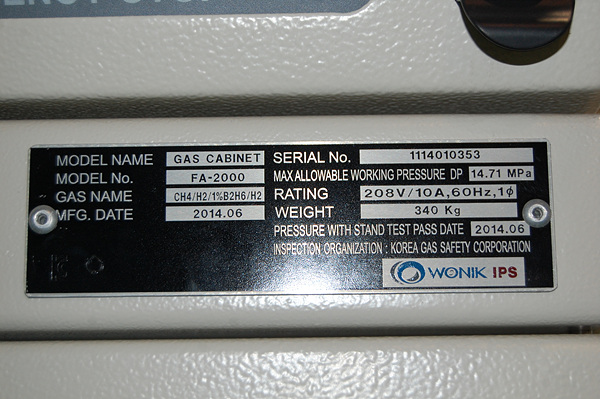 MODEL NAME GAS CABINET
MODEL No. FA-2000
GAS NAME CH4/H2/1%B2H6/H2
MFG. DATE 2014.06
SERIAL No. 1114010353
MAX ALLOWABLE WORKING PRESSURE DP 14.71 MPa
RATING 208V/10A,60Hz,1ϕ
WEIGHT 340 Kg
PRESSURE WITH STAND TEST PASS DATE 2014.06
INSPECTION ORGANIZATION : KOREA GAS SAFETY CORPORATION
WONIK IPS